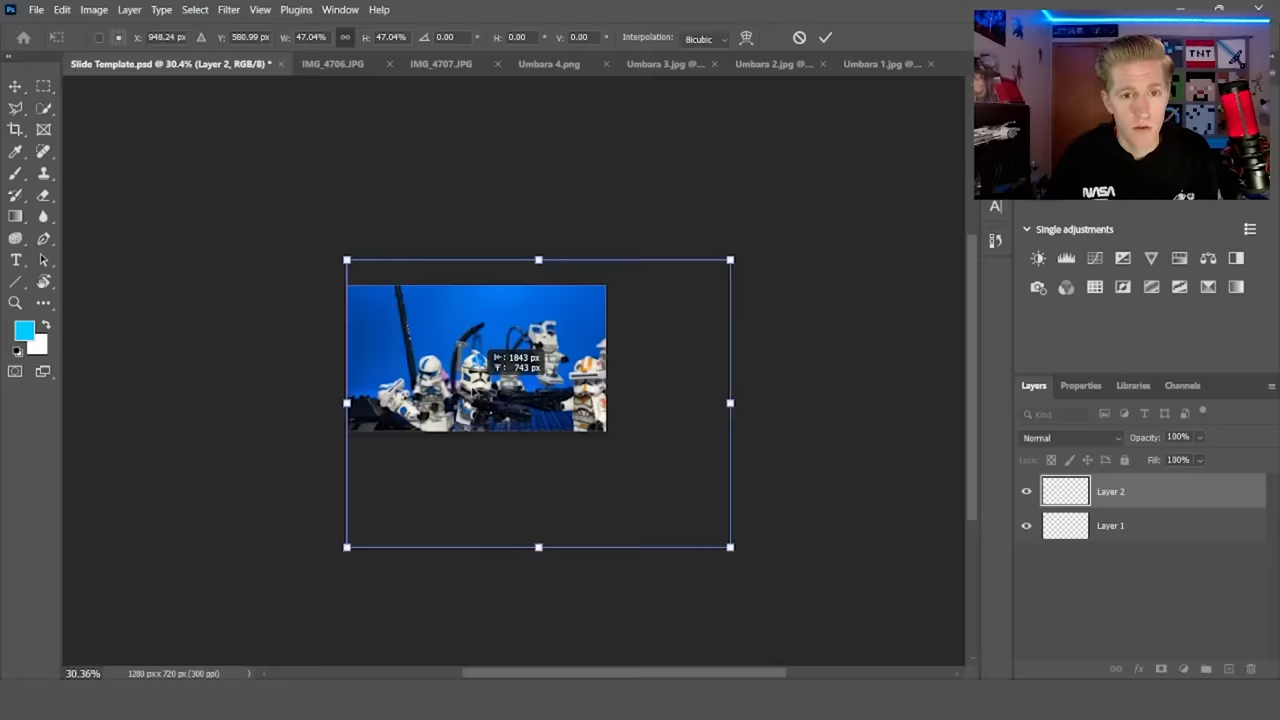 Ps File Edit Image Layer Type Select Filter View Plugins Window Help
X: 948.24 px Y: 580.99 px W: 47.04% H: 47.04% 0.00 ° H: 0.00 ° V: 0.00 ° Interpolation: Bicubic
Slide Template.psd @ 30.4% (Layer 2, RGB/8) * × IMG_4706.JPG × IMG_4707.JPG × Umbara 4.png × Umbara 3.jpg @... × Umbara 2.jpg @... × Umbara 1.jpg @... ×
TNT
NASA
A
Single adjustments
1843 px
743 px
Layers Properties Libraries Channels
Kind
Normal Opacity: 100%
Lock: Fill: 100%
Layer 2
Layer 1
fx
30.36% 1280 px x 720 px (300 ppi)